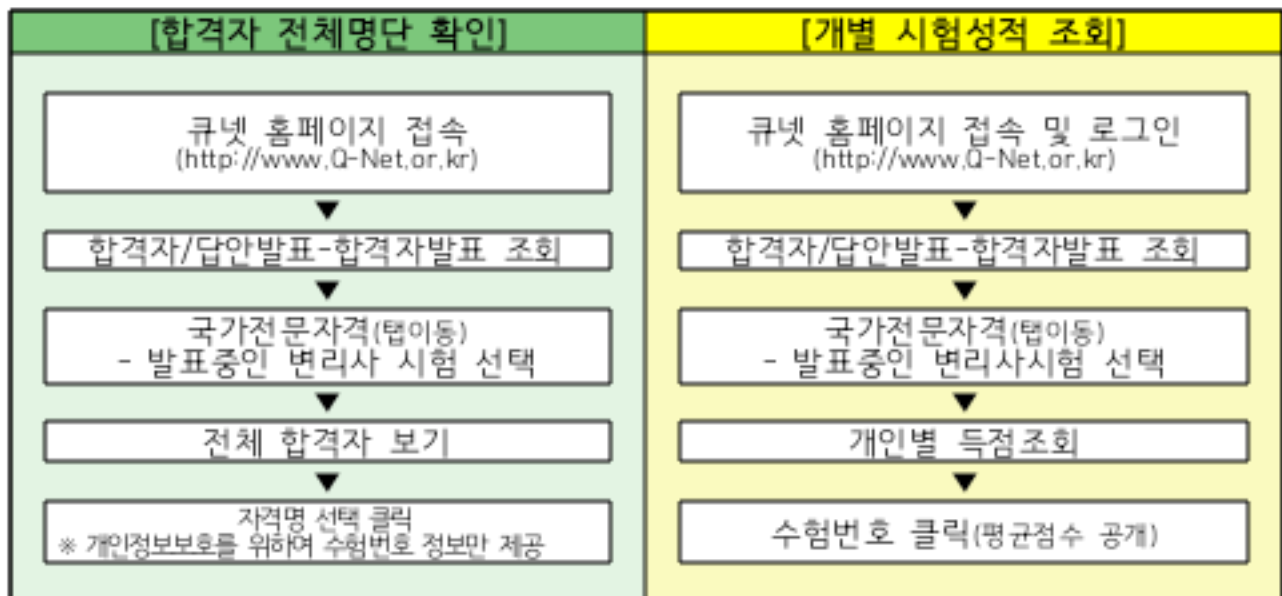 [합격자 전체명단 확인]
큐넷 홈페이지 접속
(http://www.Q-Net.or.kr)
▼
합격자/답안발표-합격자발표 조회
▼
국가전문자격(탭이동)
- 발표중인 변리사 시험 선택
▼
전체 합격자 보기
▼
자격명 선택 클릭
※ 개인정보보호를 위하여 수험번호 정보만 제공
[개별 시험성적 조회]
큐넷 홈페이지 접속 및 로그인
(http://www.Q-Net.or.kr)
▼
합격자/답안발표-합격자발표 조회
▼
국가전문자격(탭이동)
- 발표중인 변리사시험 선택
▼
개인별 득점조회
▼
수험번호 클릭(평균점수 공개)